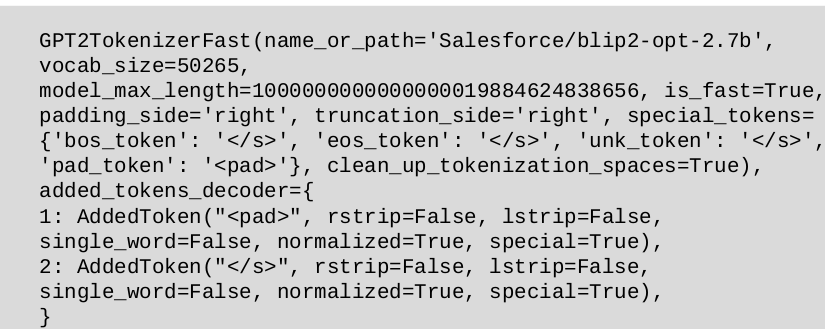 GPT2TokenizerFast(name_or_path='Salesforce/blip2-opt-2.7b',
vocab_size=50265,
model_max_length=1000000000000000019884624838656, is_fast=True,
padding_side='right', truncation_side='right', special_tokens=
{'bos_token': '</s>', 'eos_token': '</s>', 'unk_token': '</s>',
'pad_token': '<pad>'}, clean_up_tokenization_spaces=True),
added_tokens_decoder={
1: AddedToken("<pad>", rstrip=False, lstrip=False,
single_word=False, normalized=True, special=True),
2: AddedToken("</s>", rstrip=False, lstrip=False,
single_word=False, normalized=True, special=True),
}